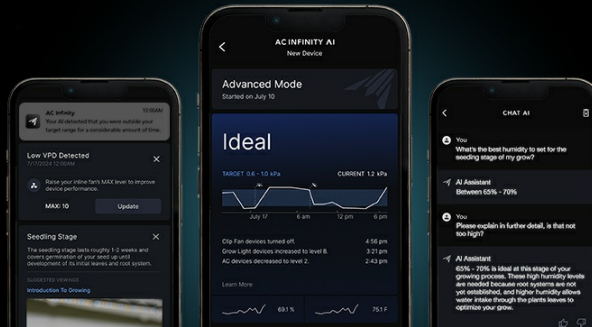 AC Infinity
10:00AM
Your AI detected that you were outside your
target range for a considerable amount of time.
Low VPD Detected
7/7/2024 12:00AM
Raise your inline fan's MAX level to improve
device performance.
MAX: 10
Update
Seedling Stage
The seedling stage lasts roughly 1-2 weeks and
covers germination of your seed up until
development of its initial leaves and root system.
SUGGESTED VIEWINGS
Introduction To Growing
AC INFINITY AI
New Device
Advanced Mode
Started on July 10
Ideal
TARGET 0.6 - 1.0 kPa
CURRENT 1.2 kPa
July 17
6 am
12 pm
6 pm
Clip Fan devices turned off.
4:56 pm
Grow Light devices increased to level 8.
3:21 pm
AC devices decreased to level 2.
2:43 pm
Learn More
69.1 %
75.1 F
CHAT AI
You
What's the best humidity to set for the
seeding stage of my grow?
AI Assistant
Between 65% - 70%
You
Please explain in further detail, is that not
too high?
AI Assistant
65% - 70% is ideal at this stage of your
growing process. These high humidity levels
are needed because root systems are not
yet established, and higher humidity allows
water intake through the plants leaves to
optimize your grow.